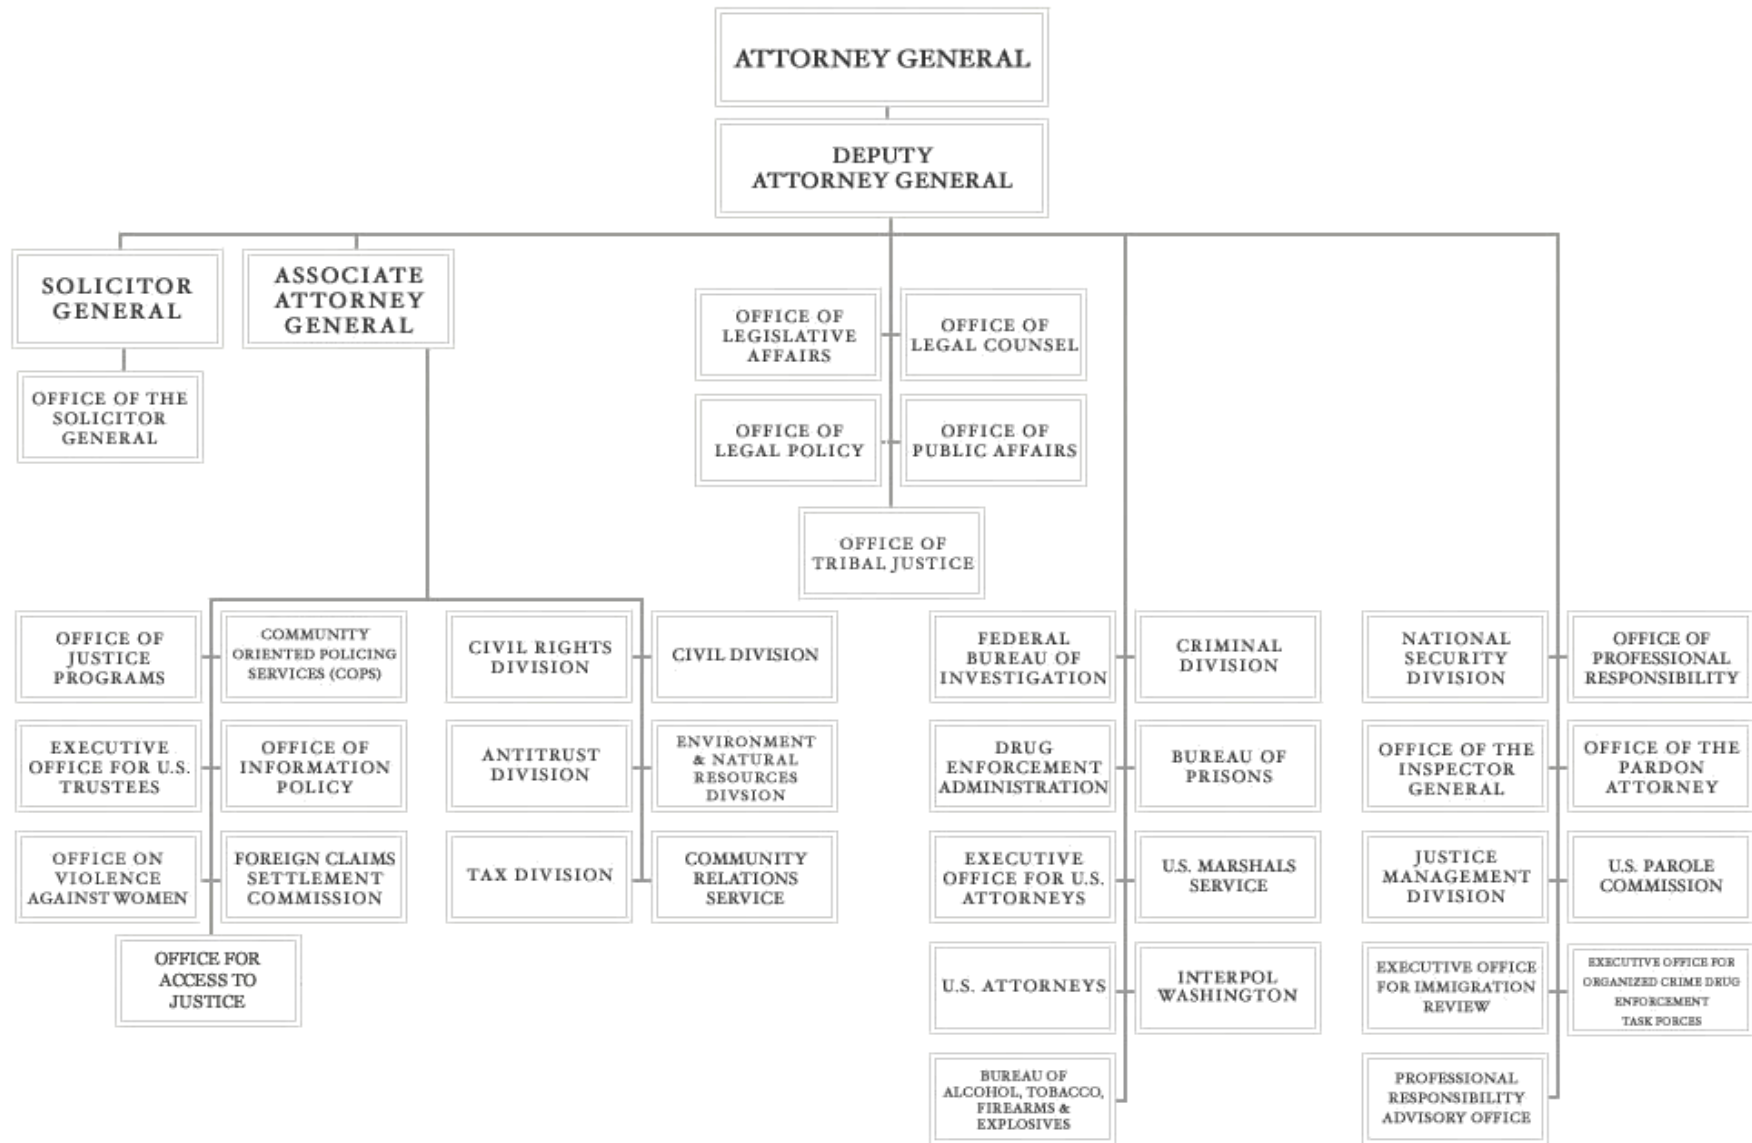 ATTORNEY GENERAL
DEPUTY
ATTORNEY GENERAL
SOLICITOR
GENERAL
ASSOCIATE
ATTORNEY
GENERAL
OFFICE OF THE
SOLICITOR
GENERAL
OFFICE OF
LEGISLATIVE
AFFAIRS
OFFICE OF
LEGAL COUNSEL
OFFICE OF
LEGAL POLICY
OFFICE OF
PUBLIC AFFAIRS
OFFICE OF
TRIBAL JUSTICE
OFFICE OF
JUSTICE
PROGRAMS
COMMUNITY
ORIENTED POLICING
SERVICES (COPS)
EXECUTIVE
OFFICE FOR U.S.
TRUSTEES
OFFICE OF
INFORMATION
POLICY
OFFICE ON
VIOLENCE
AGAINST WOMEN
FOREIGN CLAIMS
SETTLEMENT
COMMISSION
OFFICE FOR
ACCESS TO
JUSTICE
CIVIL RIGHTS
DIVISION
CIVIL DIVISION
ANTITRUST
DIVISION
ENVIRONMENT
& NATURAL
RESOURCES
DIVSION
TAX DIVISION
COMMUNITY
RELATIONS
SERVICE
FEDERAL
BUREAU OF
INVESTIGATION
CRIMINAL
DIVISION
DRUG
ENFORCEMENT
ADMINISTRATION
BUREAU OF
PRISONS
EXECUTIVE
OFFICE FOR U.S.
ATTORNEYS
U.S. MARSHALS
SERVICE
U.S. ATTORNEYS
INTERPOL
WASHINGTON
BUREAU OF
ALCOHOL, TOBACCO,
FIREARMS &
EXPLOSIVES
NATIONAL
SECURITY
DIVISION
OFFICE OF
PROFESSIONAL
RESPONSIBILITY
OFFICE OF THE
INSPECTOR
GENERAL
OFFICE OF THE
PARDON
ATTORNEY
JUSTICE
MANAGEMENT
DIVISION
U.S. PAROLE
COMMISSION
EXECUTIVE OFFICE
FOR IMMIGRATION
REVIEW
EXECUTIVE OFFICE FOR
ORGANIZED CRIME DRUG
ENFORCEMENT
TASK FORCES
PROFESSIONAL
RESPONSIBILITY
ADVISORY OFFICE